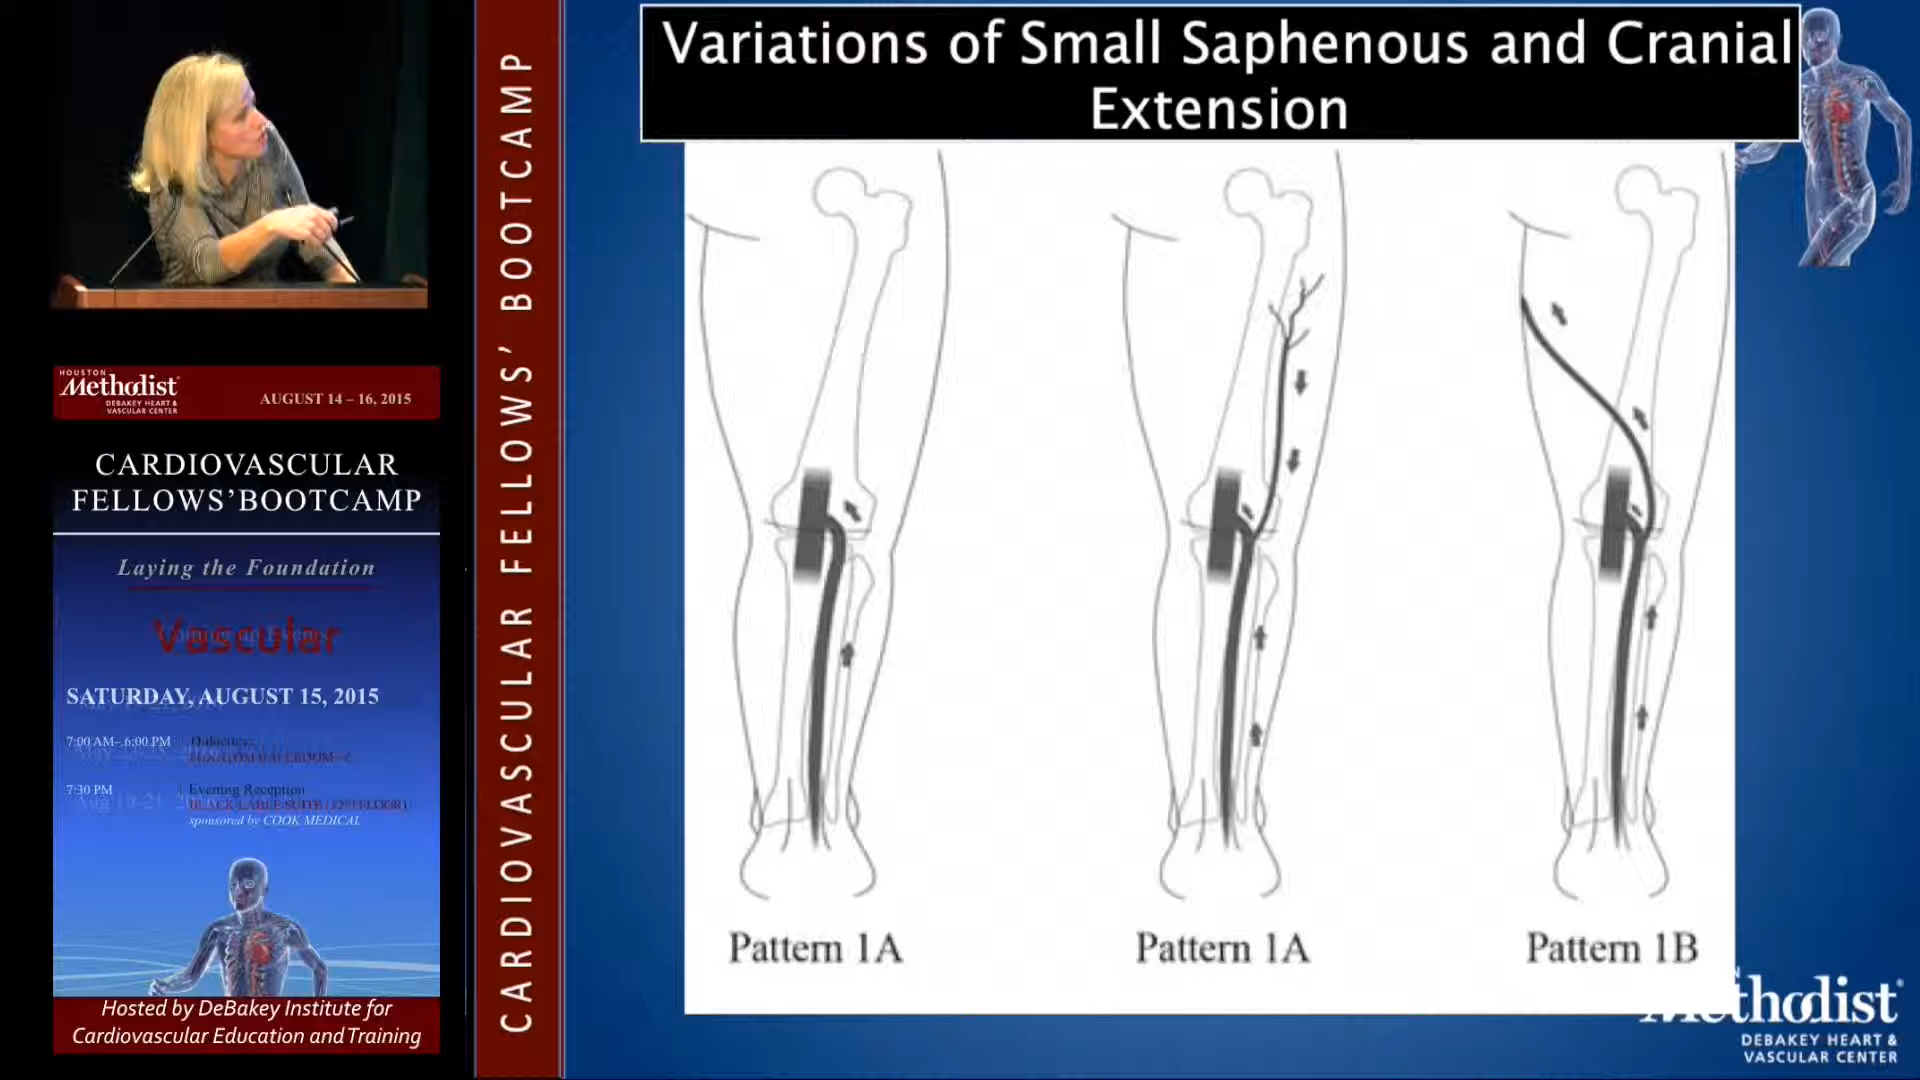 Variations of Small Saphenous and Cranial
Extension
HOUSTON
Methodist
DEBAKEY HEART &
VASCULAR CENTER
AUGUST 14 – 16, 2015
CARDIOVASCULAR
FELLOWS'BOOTCAMP
Laying the Foundation
Vascular
SATURDAY, AUGUST 15, 2015
7:00 AM– 6:00 PM
7:30 PM Evening Reception
sponsored by COOK MEDICAL
Hosted by DeBakey Institute for
Cardiovascular Education and Training
CARDIOVASCULAR FELLOWS' BOOTCAMP
Pattern 1A
Pattern 1A
Pattern 1B
Methodist
DEBAKEY HEART &
VASCULAR CENTER